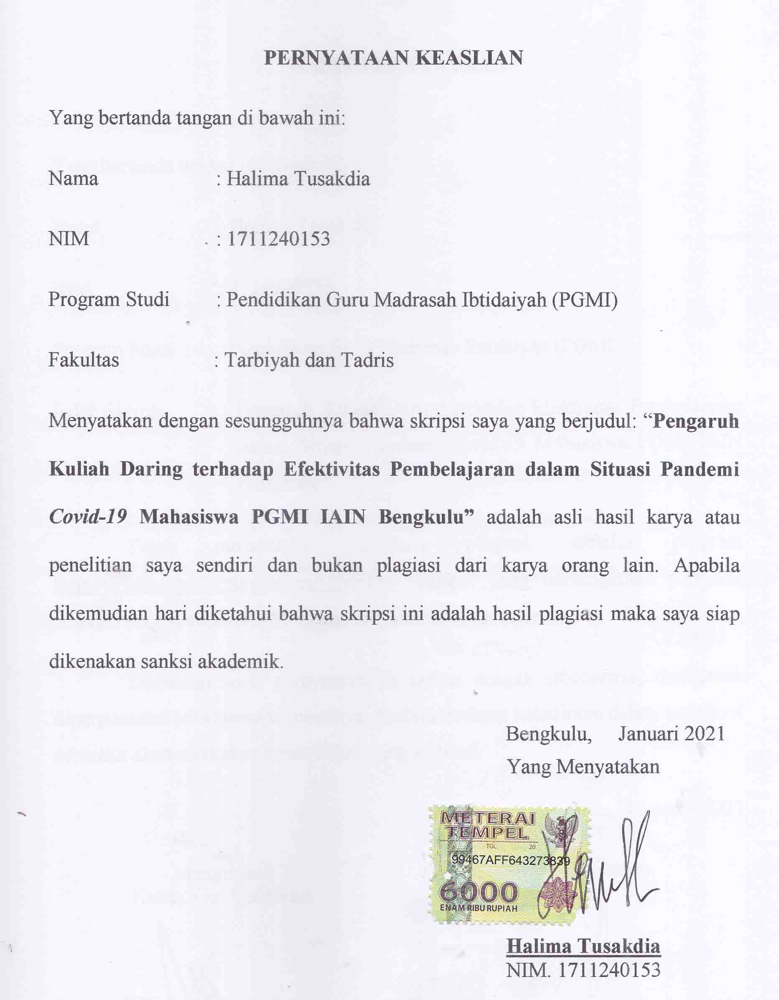 PERNYATAAN KEASLIAN
Yang bertanda tangan di bawah ini:
Nama : Halima Tusakdia
NIM : 1711240153
Program Studi : Pendidikan Guru Madrasah Ibtidaiyah (PGMI)
Fakultas : Tarbiyah dan Tadris
Menyatakan dengan sesungguhnya bahwa skripsi saya yang berjudul: “Pengaruh
Kuliah Daring terhadap Efektivitas Pembelajaran dalam Situasi Pandemi
Covid-19 Mahasiswa PGMI IAIN Bengkulu” adalah asli hasil karya atau
penelitian saya sendiri dan bukan plagiasi dari karya orang lain. Apabila
dikemudian hari diketahui bahwa skripsi ini adalah hasil plagiasi maka saya siap
dikenakan sanksi akademik.
Bengkulu, Januari 2021
Yang Menyatakan
METERAI
TEMPEL
TGL. 20
99467AFF643273839
6000
ENAM RIBU RUPIAH
Halima Tusakdia
NIM. 1711240153